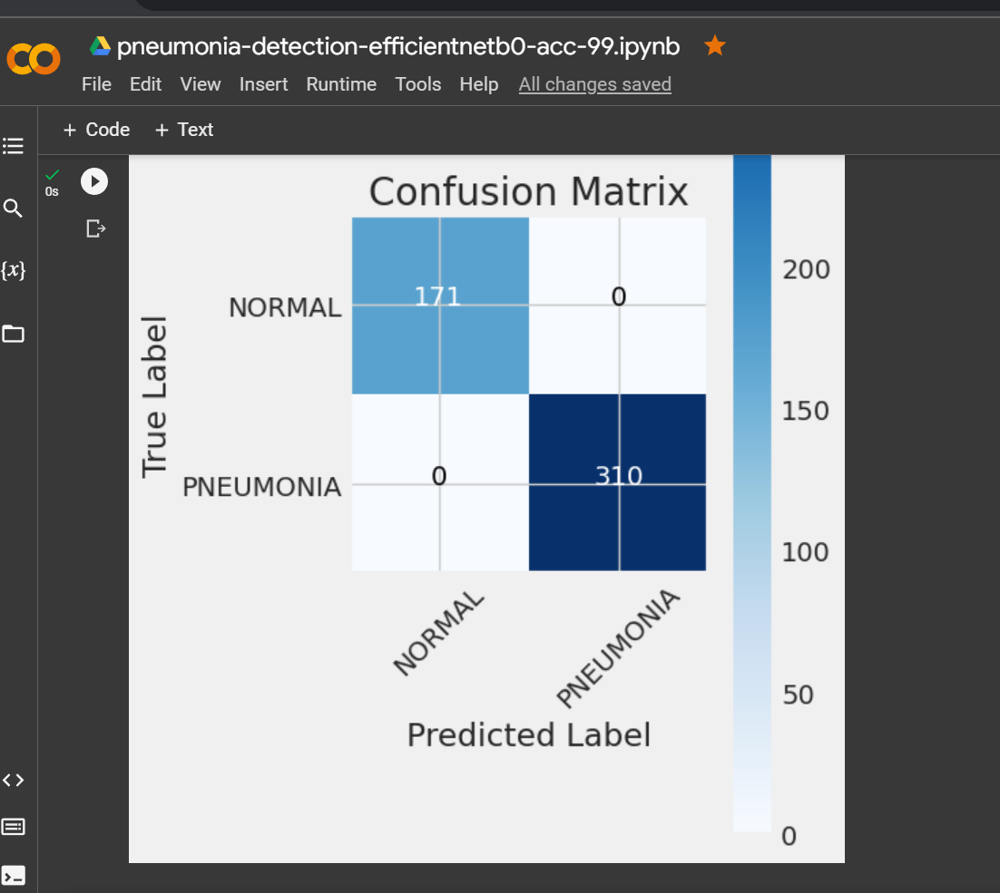 pneumonia-detection-efficientnetb0-acc-99.ipynb
File Edit View Insert Runtime Tools Help All changes saved
+ Code + Text
0s
{x}
Confusion Matrix
True Label
NORMAL
171
0
PNEUMONIA
0
310
NORMAL
PNEUMONIA
Predicted Label
200
150
100
50
0